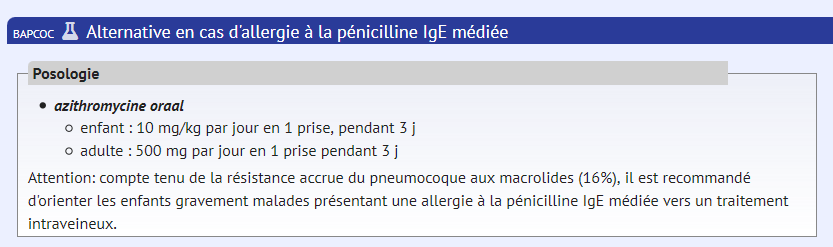 BAPCOC Alternative en cas d'allergie à la pénicilline IgE médiée
Posologie
• azithromycine oraal
○ enfant : 10 mg/kg par jour en 1 prise, pendant 3 j
○ adulte : 500 mg par jour en 1 prise pendant 3 j
Attention: compte tenu de la résistance accrue du pneumocoque aux macrolides (16%), il est recommandé
d'orienter les enfants gravement malades présentant une allergie à la pénicilline IgE médiée vers un traitement
intraveineux.